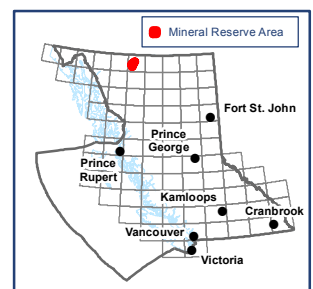 Mineral Reserve Area
Fort St. John
Prince
George
Prince
Rupert
Kamloops
Cranbrook
Vancouver
Victoria